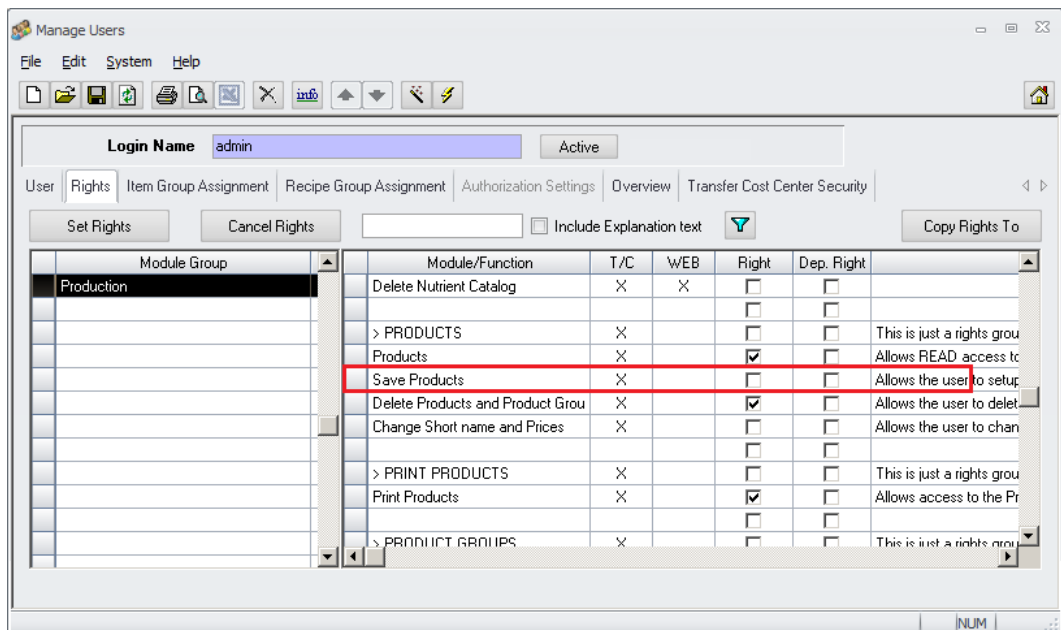 Manage Users
File Edit System Help
info
Login Name admin Active
User Rights Item Group Assignment Recipe Group Assignment Authorization Settings Overview Transfer Cost Center Security
Set Rights Cancel Rights Include Explanation text Copy Rights To
Module Group Module/Function T/C WEB Right Dep. Right
Production Delete Nutrient Catalog X X
> PRODUCTS X This is just a rights grou
Products X Allows READ access to
Save Products X Allows the user to setup
Delete Products and Product Grou X Allows the user to delet
Change Short name and Prices X Allows the user to chan
> PRINT PRODUCTS X This is just a rights grou
Print Products X Allows access to the Pr
> PRODUCT GROUPS X This is just a rights grou
NUM